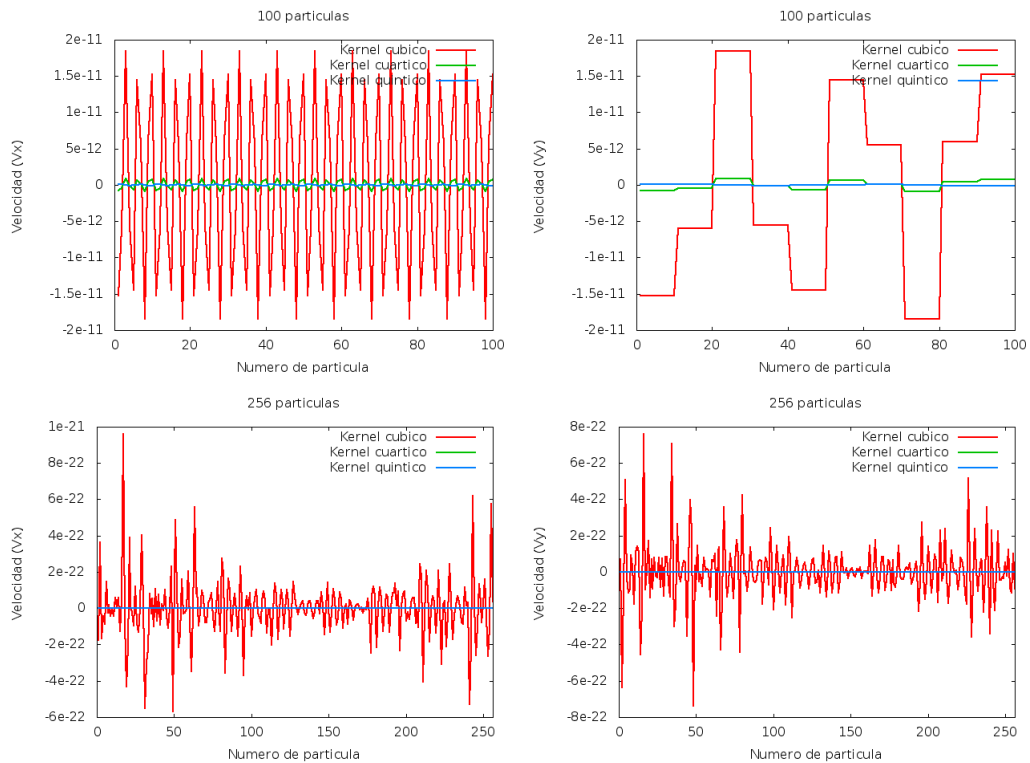 100 particulas
Velocidad (Vx)
2e-11
1.5e-11
1e-11
5e-12
0
-5e-12
-1e-11
-1.5e-11
-2e-11
Kernel cubico
Kernel cuartico
Kernel quintico
0 20 40 60 80 100
Numero de particula
100 particulas
Velocidad (Vy)
2e-11
1.5e-11
1e-11
5e-12
0
-5e-12
-1e-11
-1.5e-11
-2e-11
Kernel cubico
Kernel cuartico
Kernel quintico
0 20 40 60 80 100
Numero de particula
256 particulas
Velocidad (Vx)
1e-21
8e-22
6e-22
4e-22
2e-22
0
-2e-22
-4e-22
-6e-22
Kernel cubico
Kernel cuartico
Kernel quintico
0 50 100 150 200 250
Numero de particula
256 particulas
Velocidad (Vy)
8e-22
6e-22
4e-22
2e-22
0
-2e-22
-4e-22
-6e-22
-8e-22
Kernel cubico
Kernel cuartico
Kernel quintico
0 50 100 150 200 250
Numero de particula